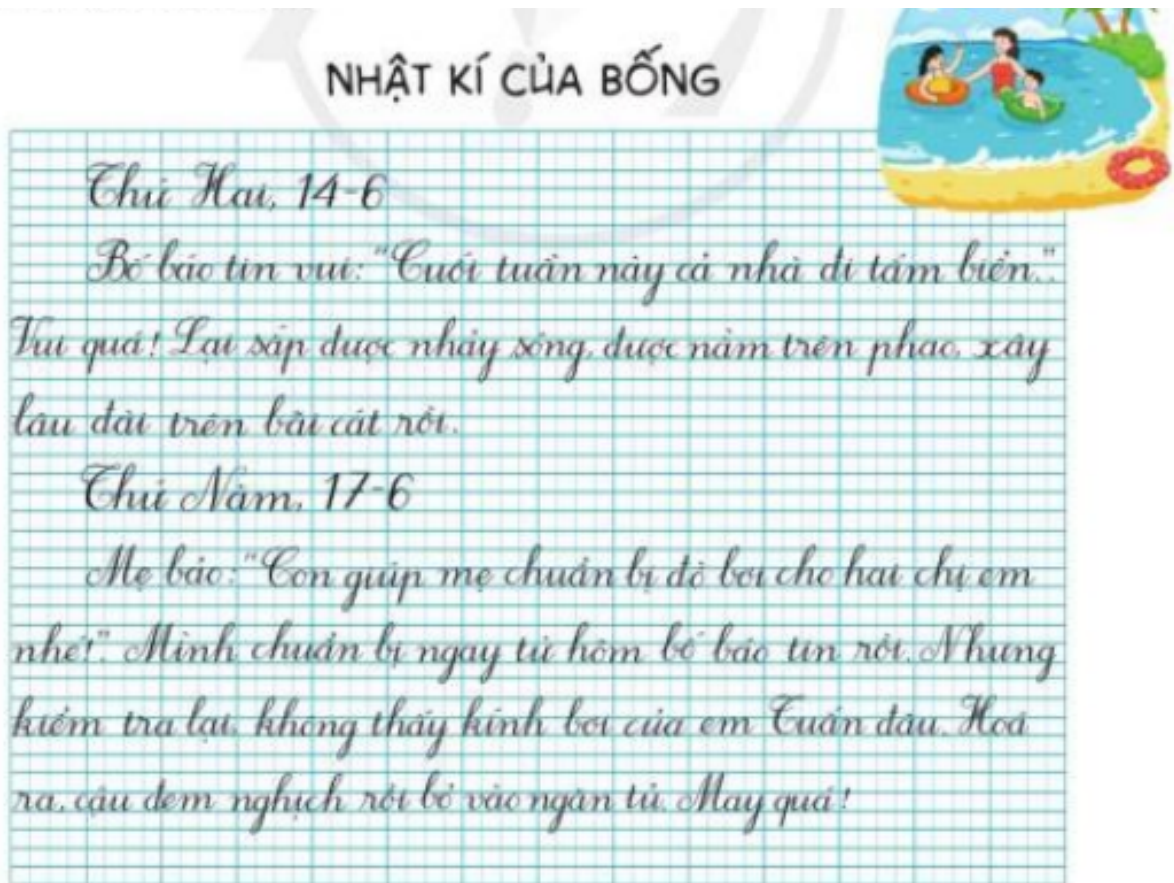 NHẬT KÍ CỦA BỐNG
Thứ Hai, 14-6
Bố báo tin vui: "Cuối tuần này cả nhà đi tắm biển.".
Vui quá! Lại sắp được nhảy sóng, được nằm trên phao, xây
lâu đài trên bãi cát rồi.
Thứ Năm, 17-6
Mẹ bảo: "Con giúp mẹ chuẩn bị đồ bơi cho hai chị em
nhé!". Mình chuẩn bị ngay từ hôm bố báo tin rồi. Nhưng
kiểm tra lại, không thấy kính bơi của em Tuấn đâu. Hoá
ra, cậu đem nghịch rồi bỏ vào ngăn tủ. May quá!